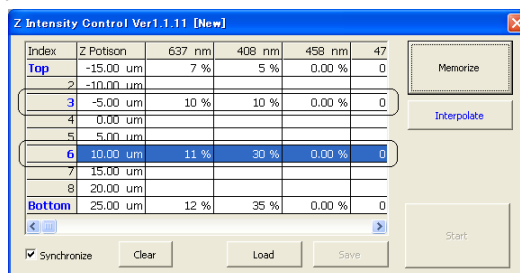 Z Intensity Control Ver1.1.11 [New]
Index Z Potison 637 nm 408 nm 458 nm 47
Top -15.00 um 7 % 5 % 0.00 % 0
2 -10.00 um
3 -5.00 um 10 % 10 % 0.00 % 0
4 0.00 um
5 5.00 um
6 10.00 um 11 % 30 % 0.00 % 0
7 15.00 um
8 20.00 um
Bottom 25.00 um 12 % 35 % 0.00 % 0
Memorize
Interpolate
Start
Synchronize Clear Load Save